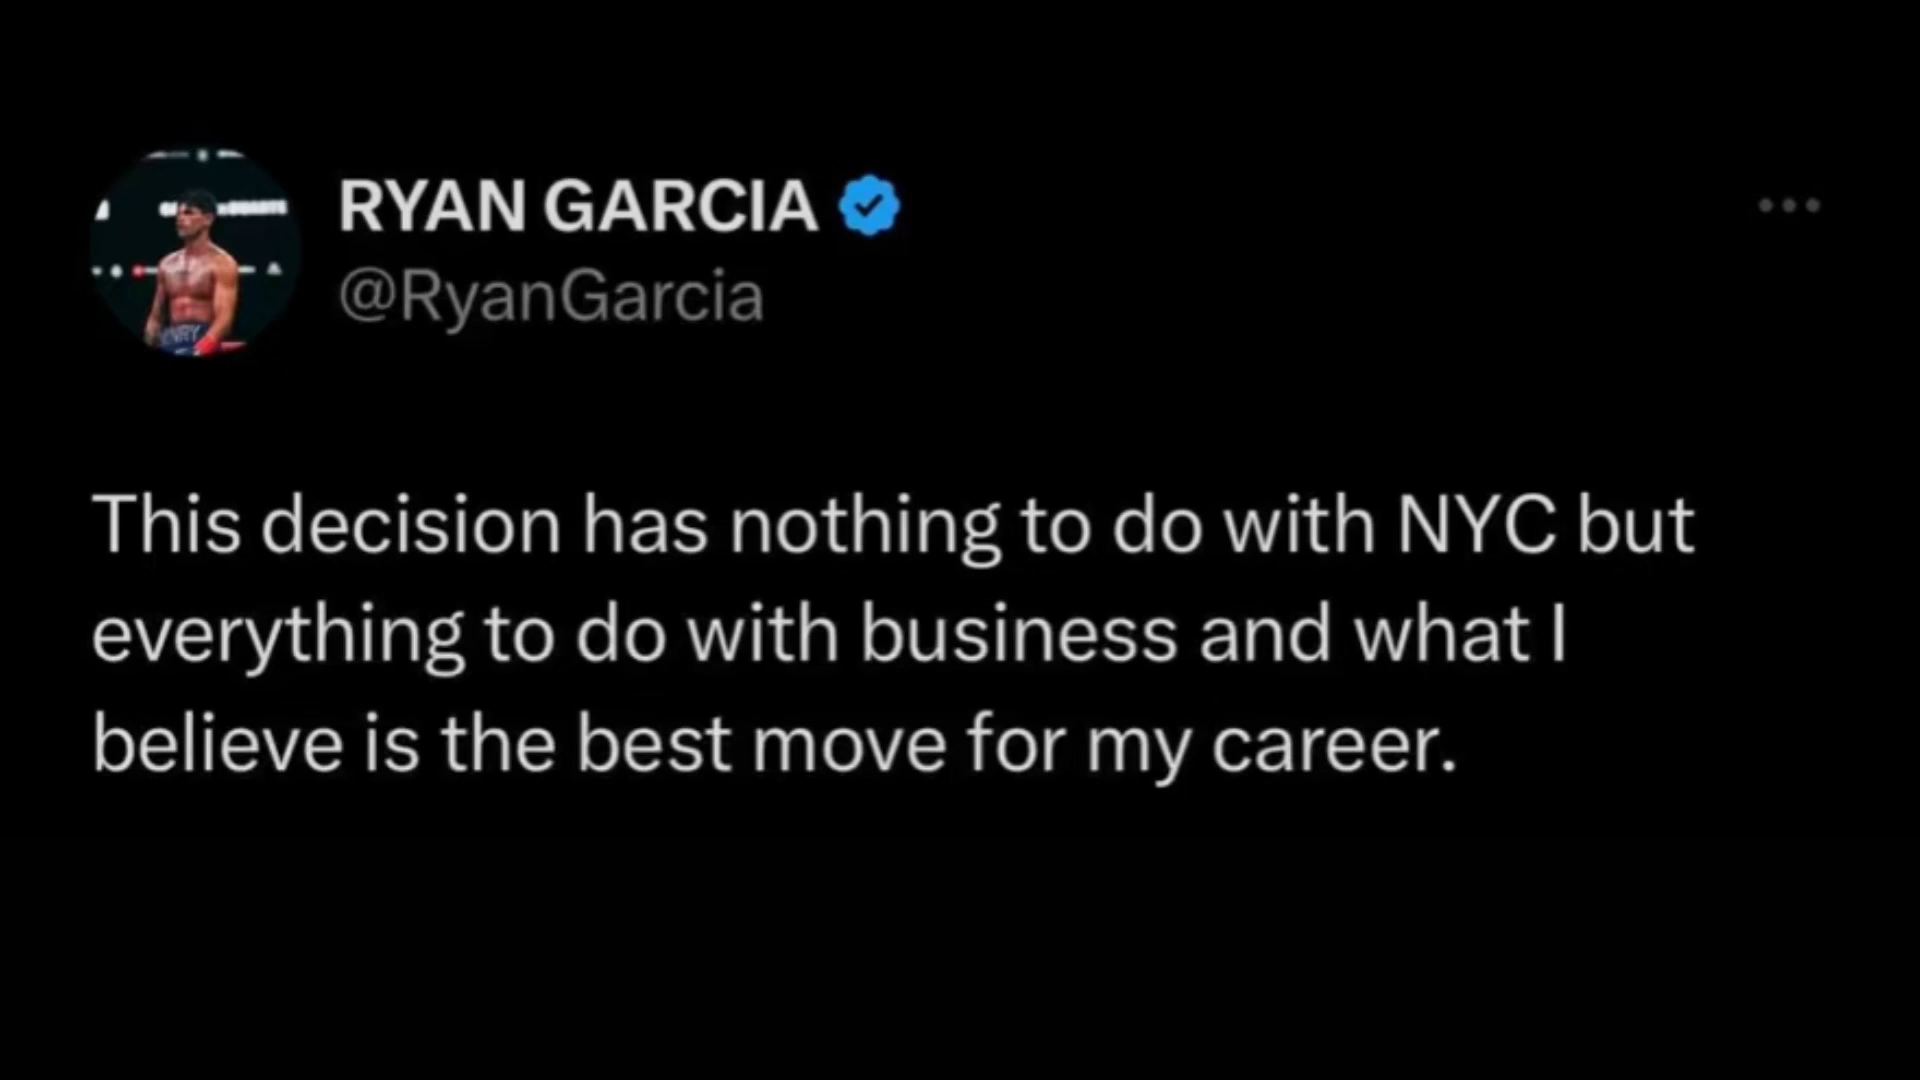 RYAN GARCIA
@RyanGarcia
This decision has nothing to do with NYC but
everything to do with business and what I
believe is the best move for my career.